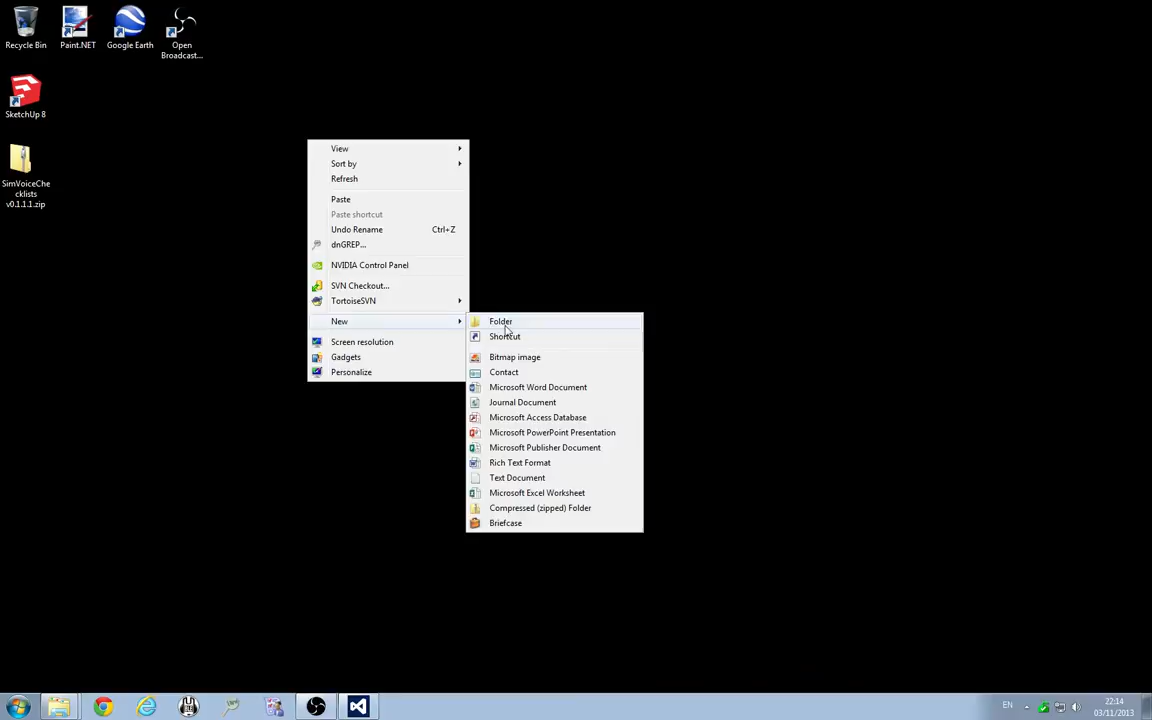 Recycle Bin
Paint.NET
Google Earth
Open
Broadcast...
SketchUp 8
SimVoiceChe
cklists
v0.1.1.1.zip
View
Sort by
Refresh
Paste
Paste shortcut
Undo Rename Ctrl+Z
dnGREP...
NVIDIA Control Panel
SVN Checkout...
TortoiseSVN
New
Screen resolution
Gadgets
Personalize
Folder
Shortcut
Bitmap image
Contact
Microsoft Word Document
Journal Document
Microsoft Access Database
Microsoft PowerPoint Presentation
Microsoft Publisher Document
Rich Text Format
Text Document
Microsoft Excel Worksheet
Compressed (zipped) Folder
Briefcase
EN
22:14
03/11/2013